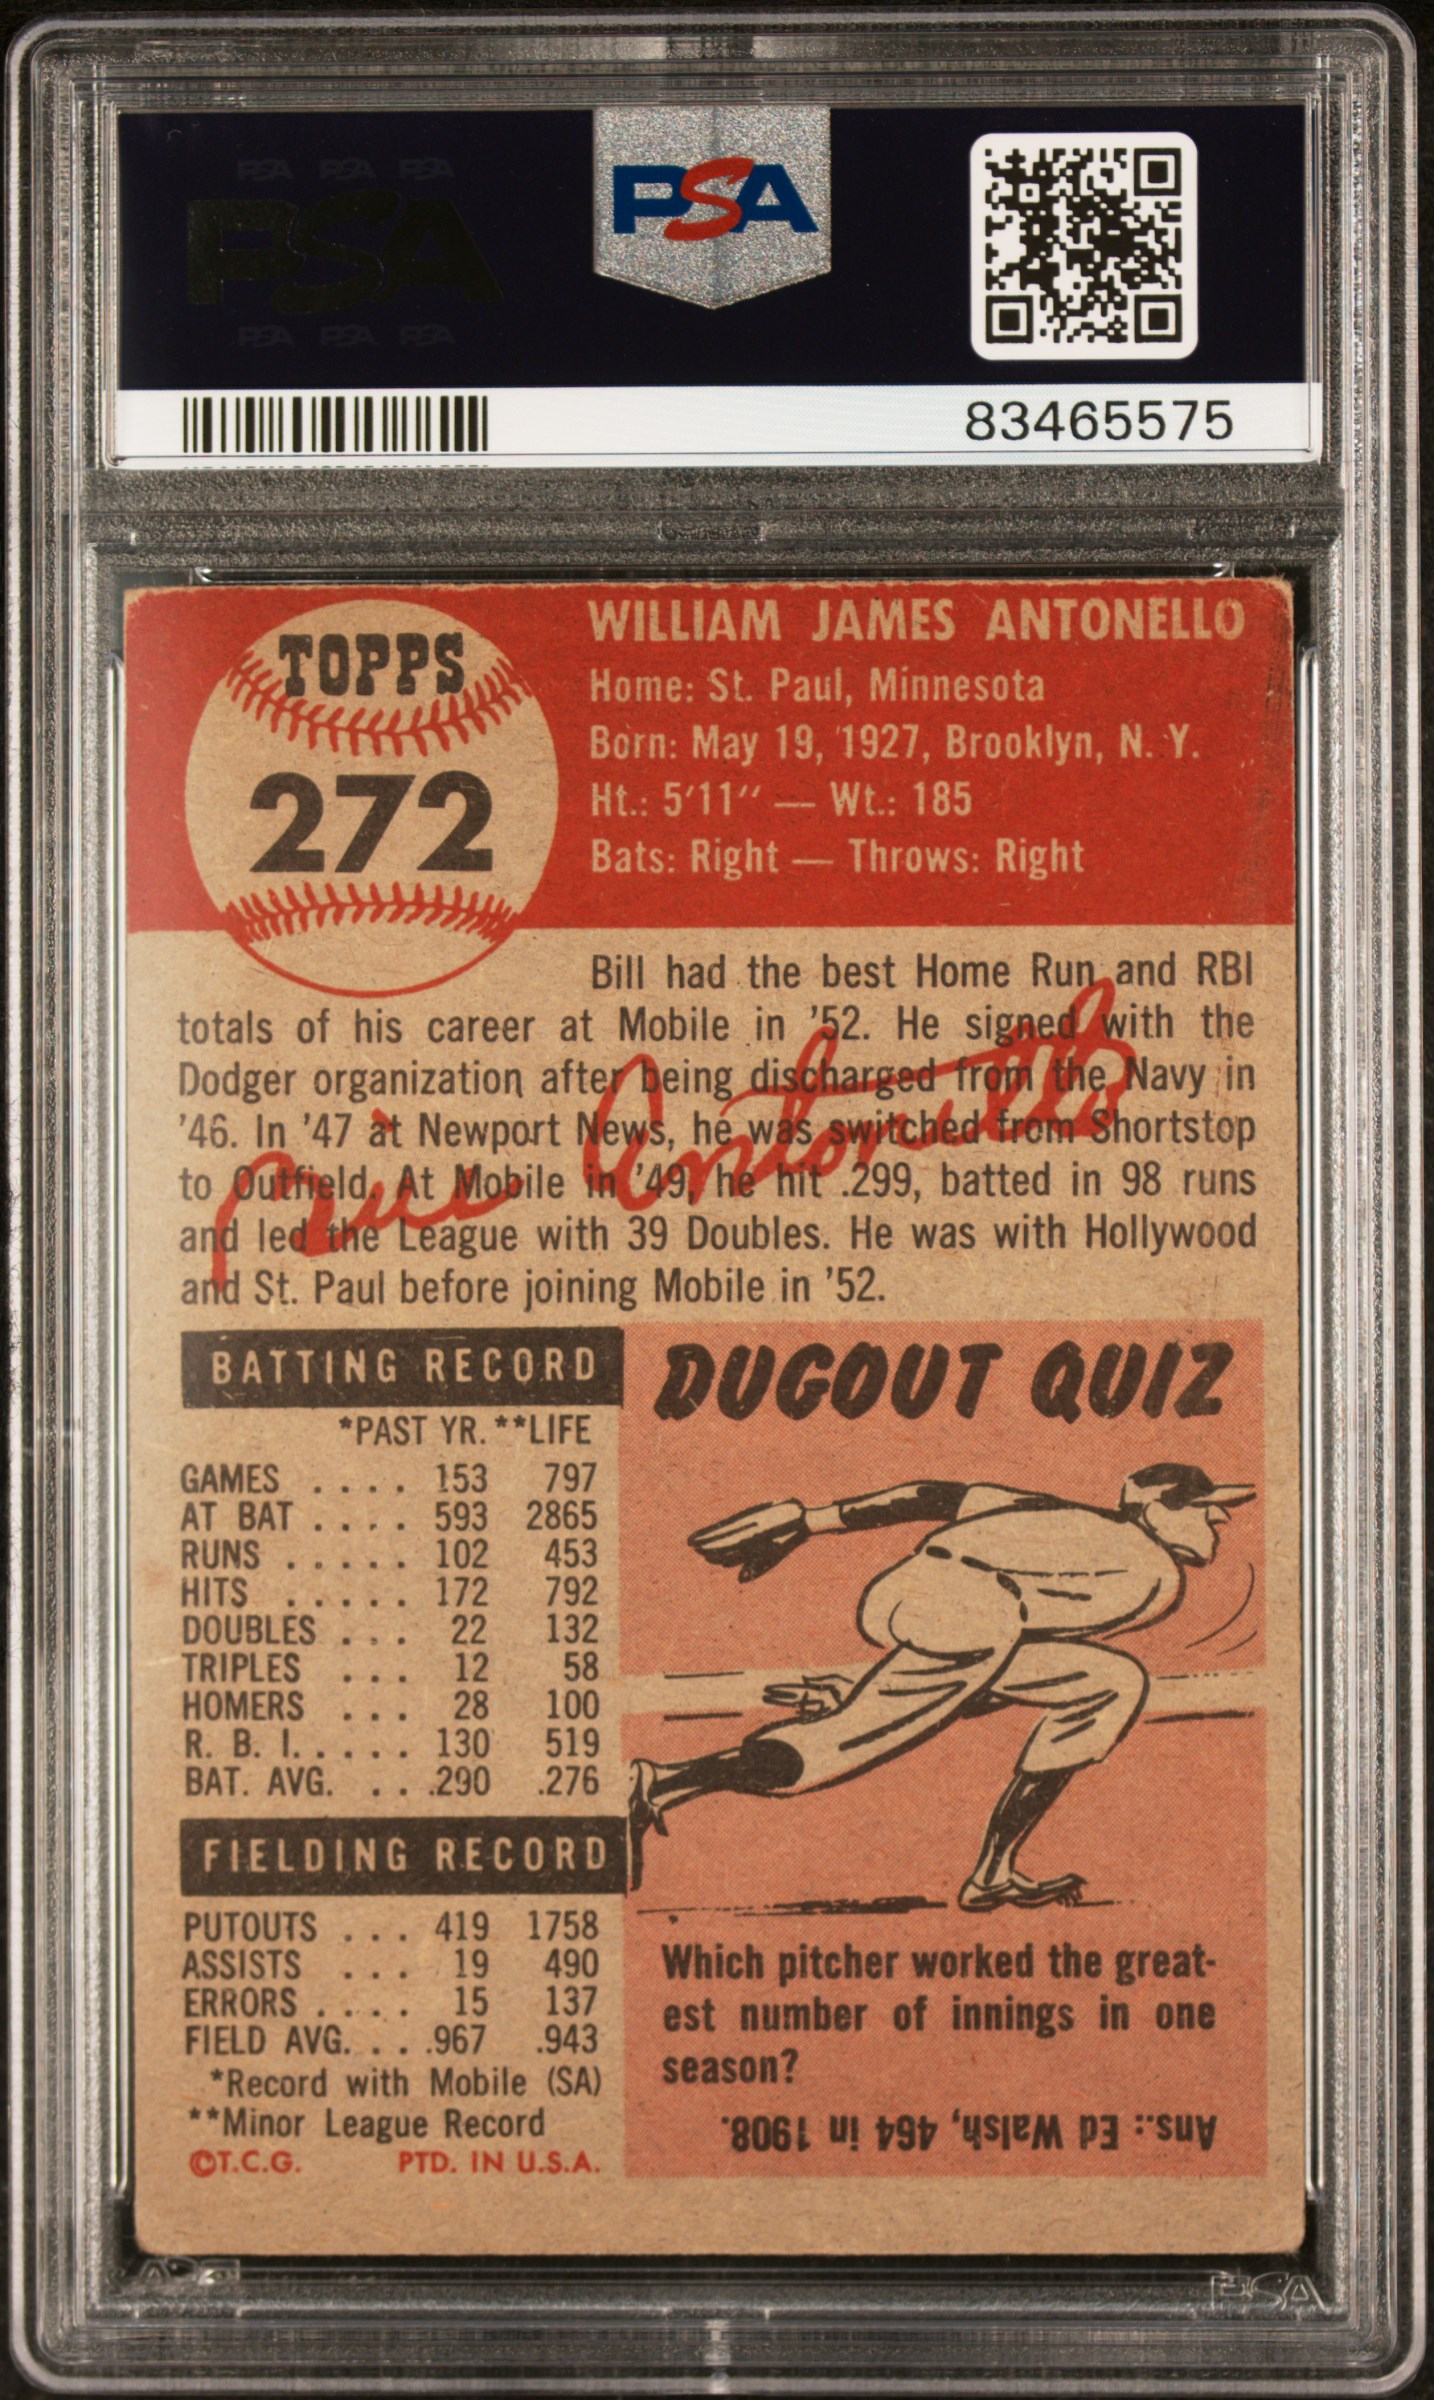 PSA PSA PSA
PSA
PSA PSA PSA
PSA
83465575
TOPPS
272
WILLIAM JAMES ANTONELLO
Home: St. Paul, Minnesota
Born: May 19, 1927, Brooklyn, N. Y.
Ht.: 5'11" — Wt.: 185
Bats: Right — Throws: Right
Bill had the best Home Run and RBI
totals of his career at Mobile in '52. He signed with the
Dodger organization after being discharged from the Navy in
'46. In '47 at Newport News, he was switched from Shortstop
to Outfield. At Mobile in '49, he hit .299, batted in 98 runs
and led the League with 39 Doubles. He was with Hollywood
and St. Paul before joining Mobile in '52.
Antonello
BATTING RECORD
*PAST YR. **LIFE
GAMES . . . . 153 797
AT BAT . . . . 593 2865
RUNS . . . . . 102 453
HITS . . . . . 172 792
DOUBLES . . . 22 132
TRIPLES . . . 12 58
HOMERS . . . 28 100
R. B. I. . . . . 130 519
BAT. AVG. . . .290 .276
FIELDING RECORD
PUTOUTS . . . 419 1758
ASSISTS . . . 19 490
ERRORS . . . . 15 137
FIELD AVG. . . .967 .943
*Record with Mobile (SA)
**Minor League Record
©T.C.G. PTD. IN U.S.A.
DUGOUT QUIZ
Which pitcher worked the great-
est number of innings in one
season?
Ans.: Ed Walsh, 464 in 1908.
PSA